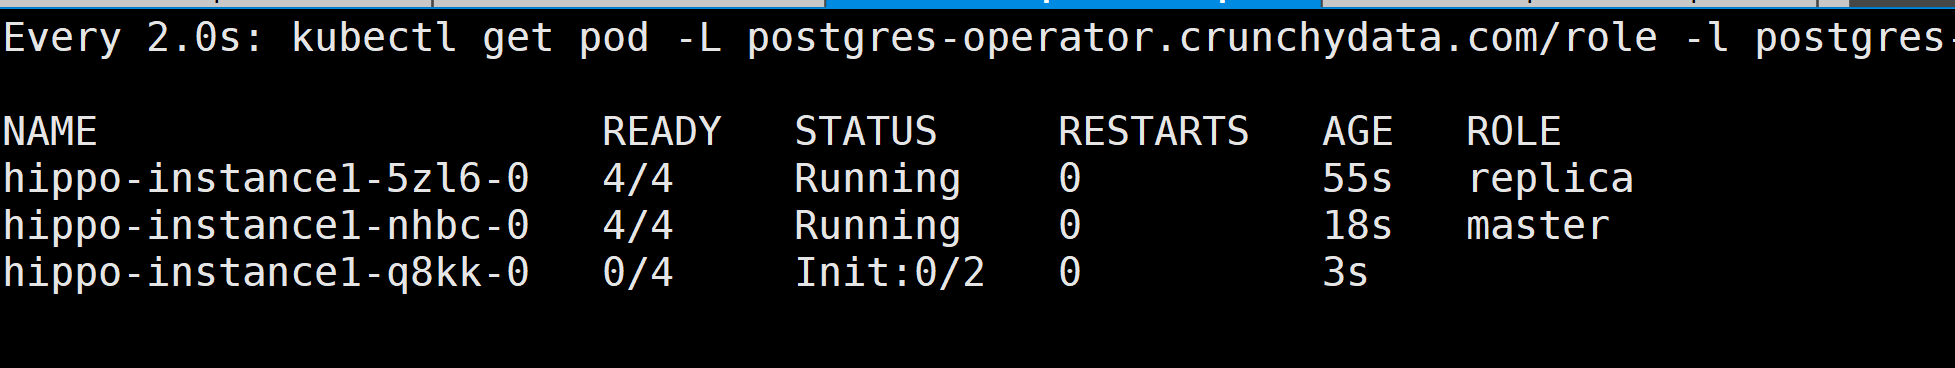 Every 2.0s: kubectl get pod -L postgres-operator.crunchydata.com/role -l postgres-
NAME READY STATUS RESTARTS AGE ROLE
hippo-instance1-5zl6-0 4/4 Running 0 55s replica
hippo-instance1-nhbc-0 4/4 Running 0 18s master
hippo-instance1-q8kk-0 0/4 Init:0/2 0 3s